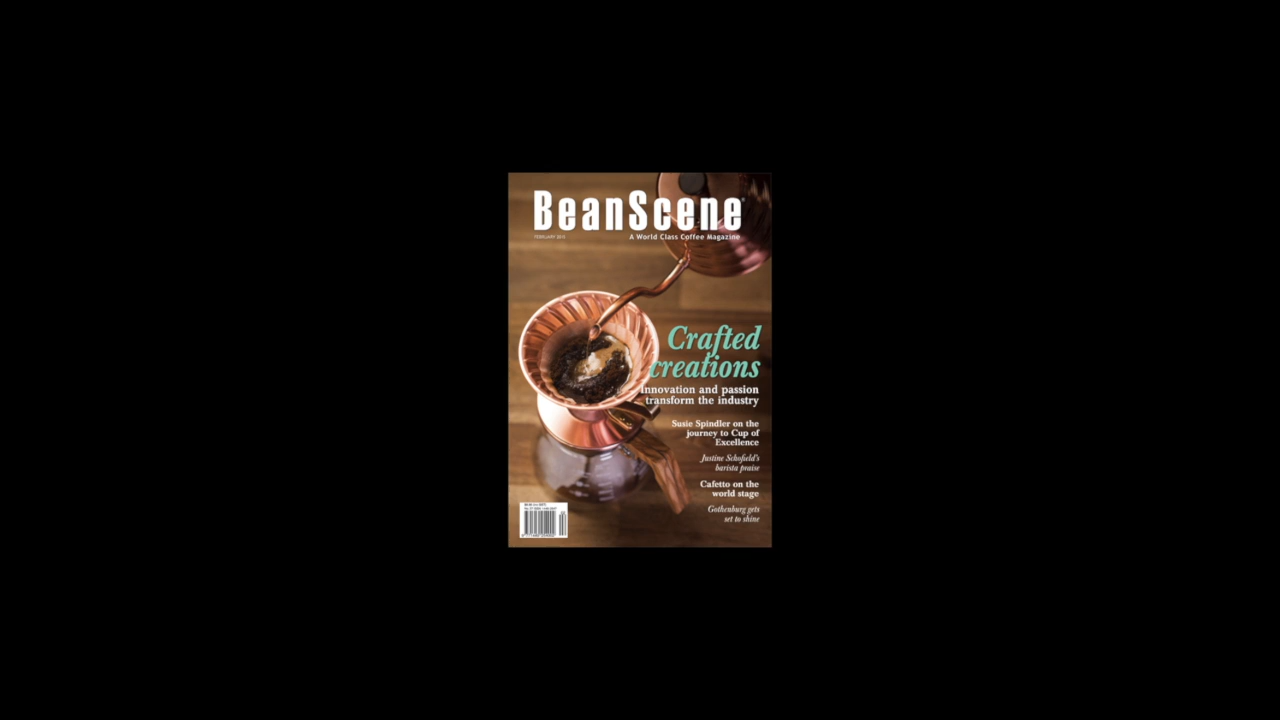 BeanScene
FEBRUARY
A World Class Coffee Magazine
Crafted
creations
Innovation and passion
transform the industry
Susie Spindler on the
journey to Cup of
Excellence
Justine Schofield's
barista praise
Cafetto on the
world stage
Gothenburg gets
set to shine